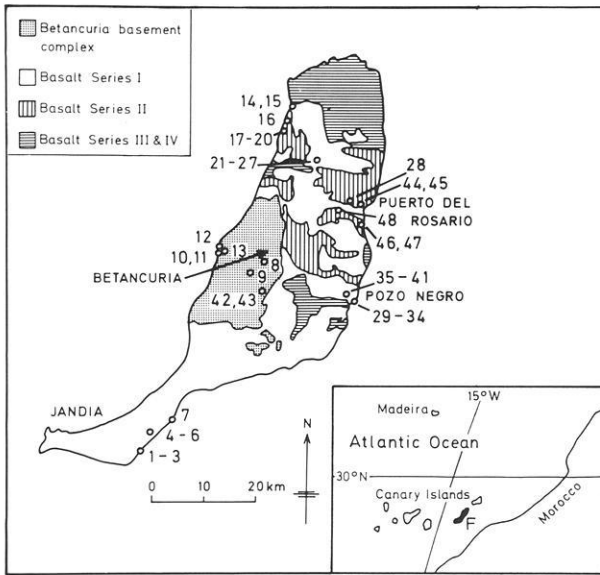 Betancuria basement
complex
Basalt Series I
Basalt Series II
Basalt Series III & IV
14,15
16
17-20
21-27
28
44,45
PUERTO DEL
48 ROSARIO
46,47
12
10,11
13
BETANCURIA
8
9
42,43
35-41
POZO NEGRO
29-34
JANDIA
7
4-6
1-3
N
0 10 20 km
15°W
Madeira
Atlantic Ocean
30°N
Canary Islands
F
Morocco